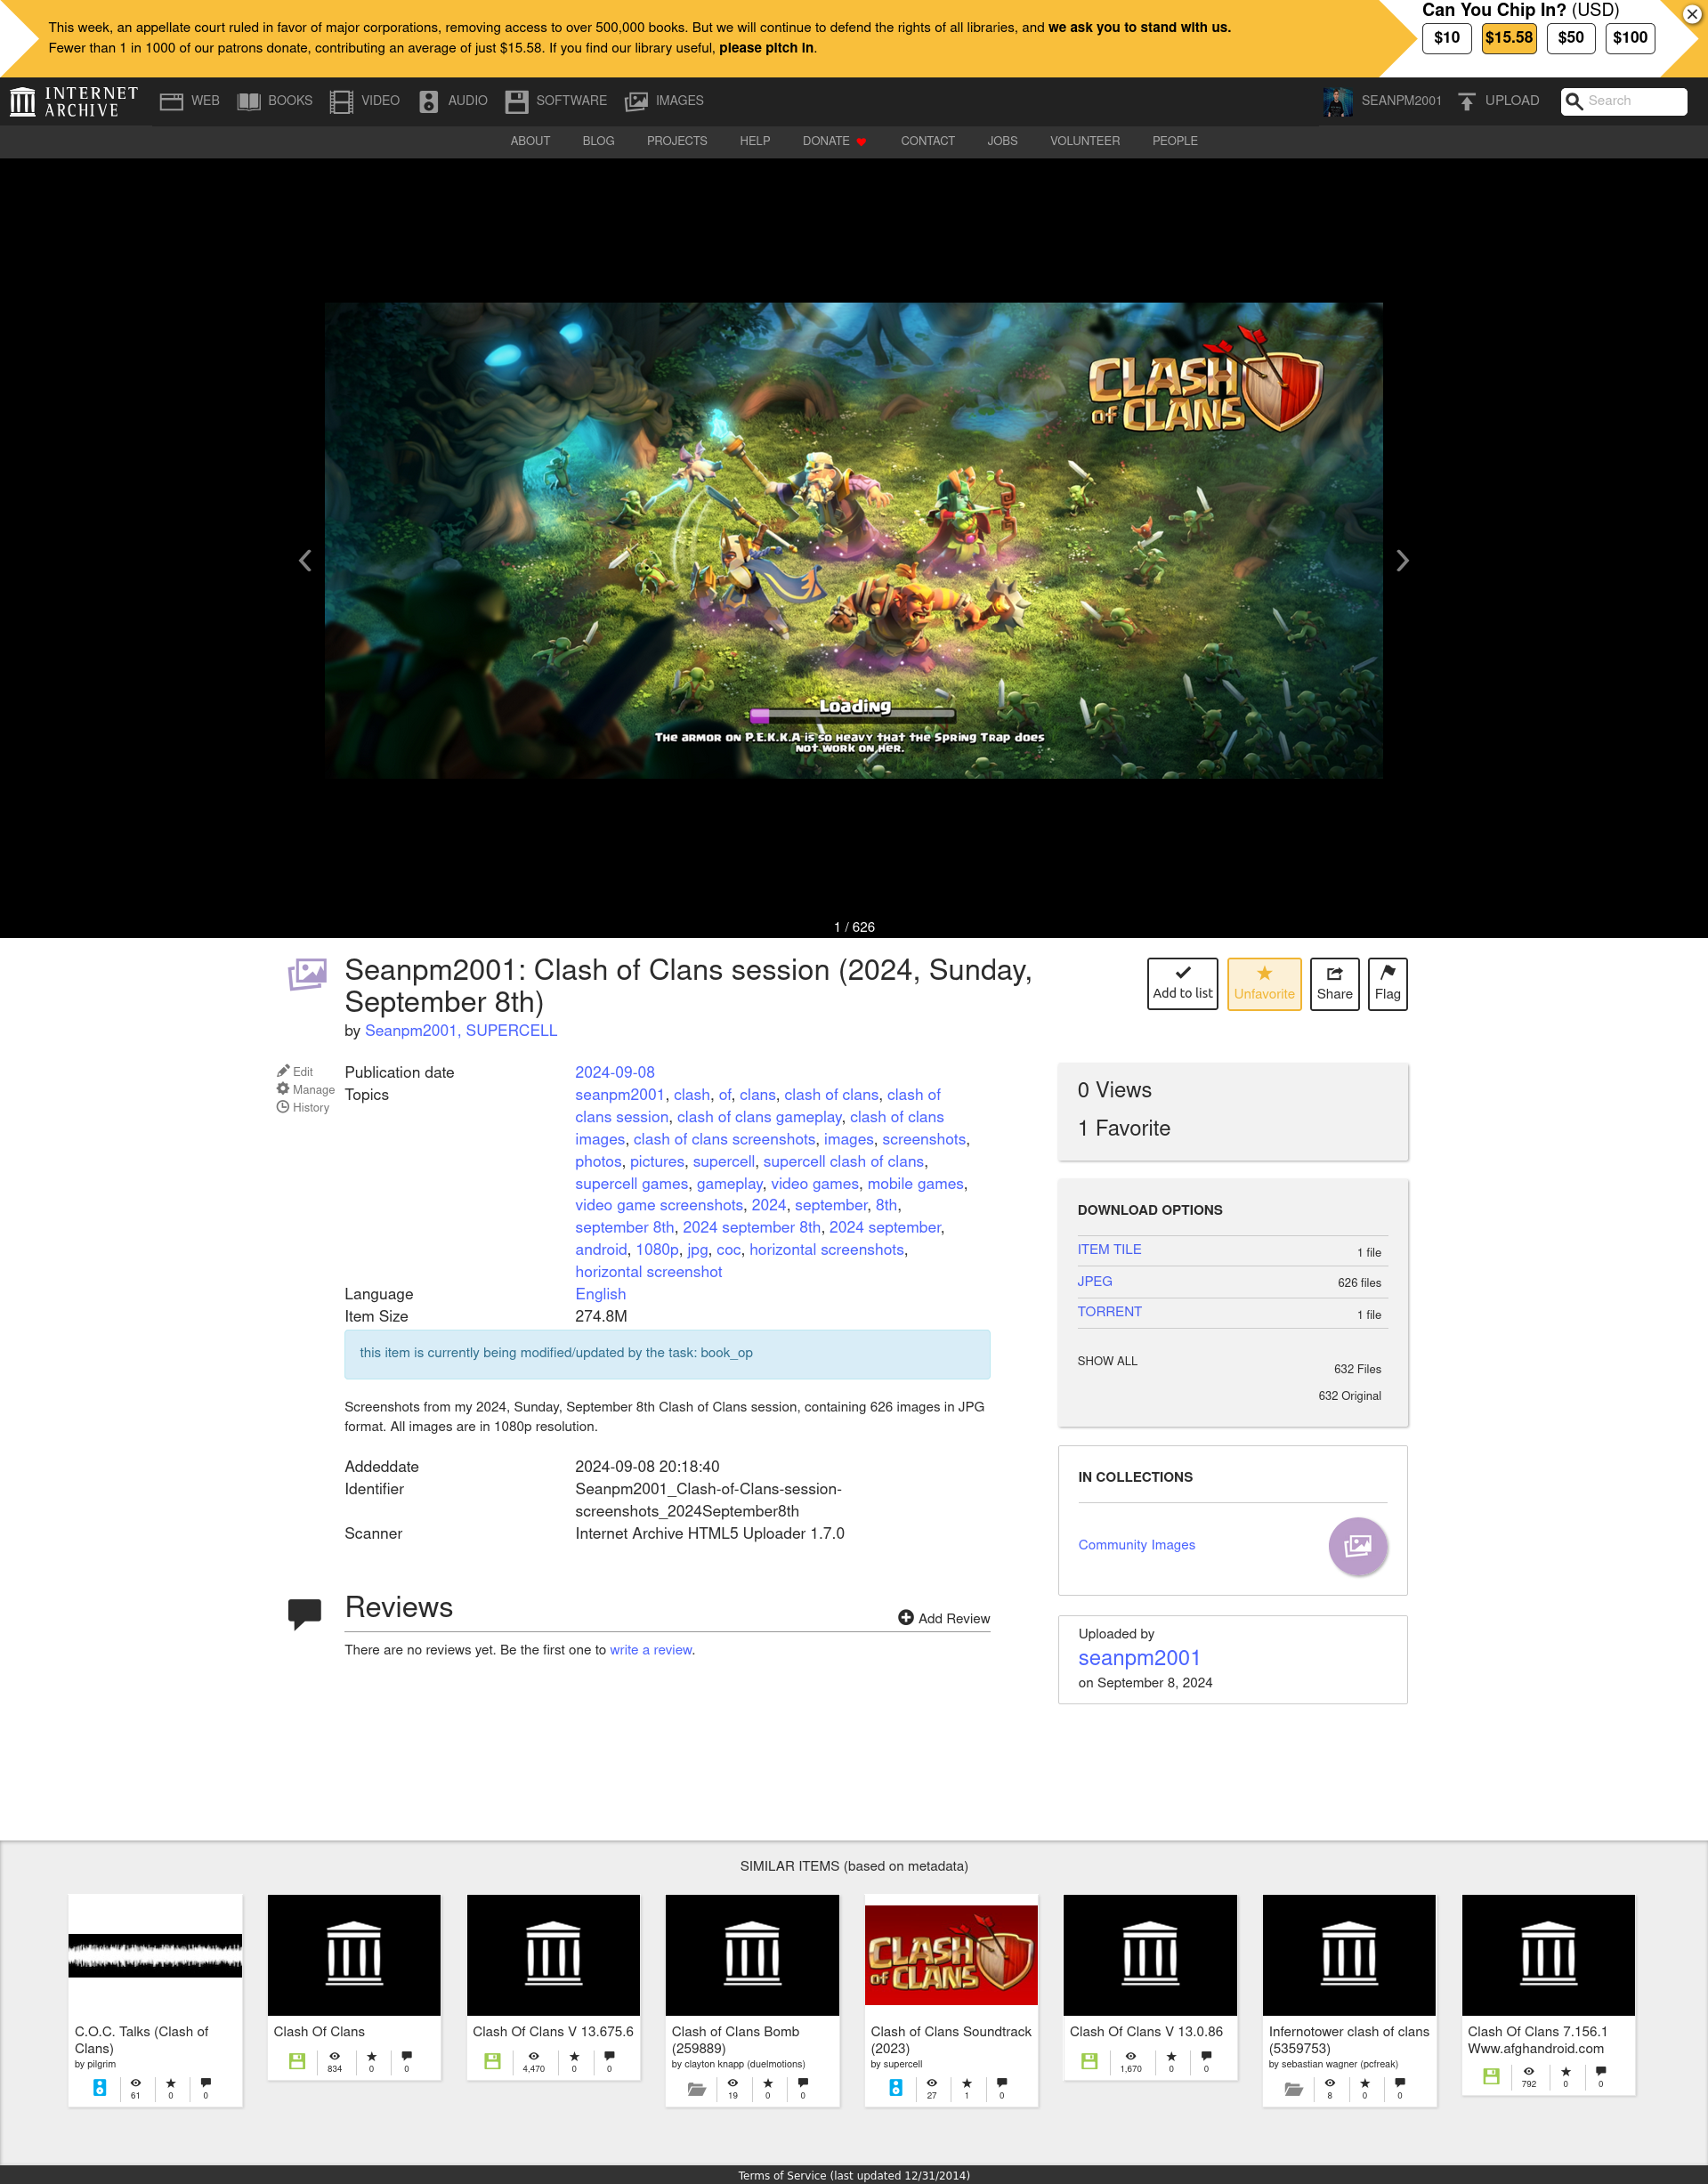 This week, an appellate court ruled in favor of major corporations, removing access to over 500,000 books. But we will continue to defend the rights of all libraries, and we ask you to stand with us.
Fewer than 1 in 1000 of our patrons donate, contributing an average of just $15.58. If you find our library useful, please pitch in.
Can You Chip In? (USD)
$10 $15.58 $50 $100
INTERNET ARCHIVE
WEB BOOKS VIDEO AUDIO SOFTWARE IMAGES SEANPM2001 UPLOAD Search
ABOUT BLOG PROJECTS HELP DONATE CONTACT JOBS VOLUNTEER PEOPLE
CLASH
OF CLANS
Loading
The armor on P.E.K.K.A is so heavy that the Spring Trap does
not work on her.
1 / 626
Seanpm2001: Clash of Clans session (2024, Sunday,
September 8th)
by Seanpm2001, SUPERCELL
Add to list
Unfavorite
Share
Flag
Edit
Manage
History
Publication date 2024-09-08
Topics seanpm2001, clash, of, clans, clash of clans, clash of
clans session, clash of clans gameplay, clash of clans
images, clash of clans screenshots, images, screenshots,
photos, pictures, supercell, supercell clash of clans,
supercell games, gameplay, video games, mobile games,
video game screenshots, 2024, september, 8th,
september 8th, 2024 september 8th, 2024 september,
android, 1080p, jpg, coc, horizontal screenshots,
horizontal screenshot
Language English
Item Size 274.8M
this item is currently being modified/updated by the task: book_op
Screenshots from my 2024, Sunday, September 8th Clash of Clans session, containing 626 images in JPG
format. All images are in 1080p resolution.
Addeddate 2024-09-08 20:18:40
Identifier Seanpm2001_Clash-of-Clans-session-
screenshots_2024September8th
Scanner Internet Archive HTML5 Uploader 1.7.0
Reviews
Add Review
There are no reviews yet. Be the first one to write a review.
0 Views
1 Favorite
DOWNLOAD OPTIONS
ITEM TILE 1 file
JPEG 626 files
TORRENT 1 file
SHOW ALL 632 Files
632 Original
IN COLLECTIONS
Community Images
Uploaded by
seanpm2001
on September 8, 2024
SIMILAR ITEMS (based on metadata)
C.O.C. Talks (Clash of
Clans)
by pilgrim
61 0 0
Clash Of Clans
834 0 0
Clash Of Clans V 13.675.6
4,470 0 0
Clash of Clans Bomb
(259889)
by clayton knapp (duelmotions)
19 0 0
CLASH
OF CLANS
Clash of Clans Soundtrack
(2023)
by supercell
27 1 0
Clash Of Clans V 13.0.86
1,670 0 0
Infernotower clash of clans
(5359753)
by sebastian wagner (pcfreak)
8 0 0
Clash Of Clans 7.156.1
Www.afghandroid.com
792 0 0
Terms of Service (last updated 12/31/2014)